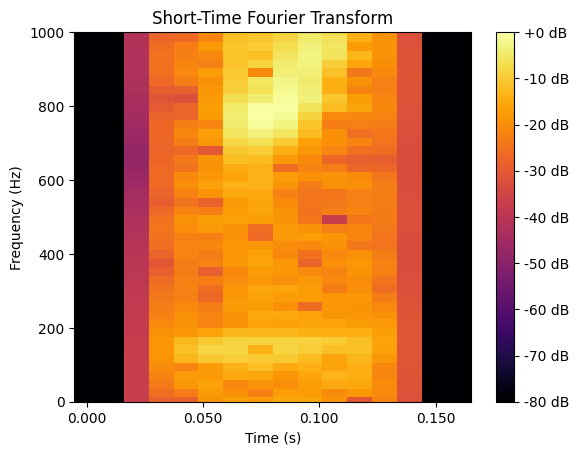 Short-Time Fourier Transform
1000
800
600
400
200
0
Frequency (Hz)
0.000
0.050
0.100
0.150
Time (s)
+0 dB
-10 dB
-20 dB
-30 dB
-40 dB
-50 dB
-60 dB
-70 dB
-80 dB